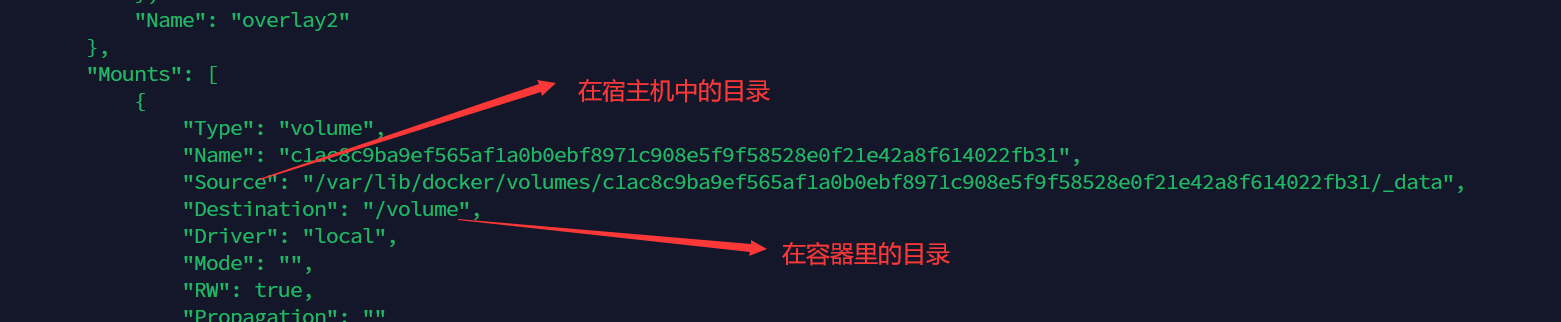 },
"Name": "overlay2"
},
"Mounts": [
在宿主机中的目录
{
"Type": "volume",
"Name": "c1ac8c9ba9ef565af1a0b0ebf8971c908e5f9f58528e0f21e42a8f614022fb31",
"Source": "/var/lib/docker/volumes/c1ac8c9ba9ef565af1a0b0ebf8971c908e5f9f58528e0f21e42a8f614022fb31/_data",
"Destination": "/volume",
"Driver": "local",
在容器里的目录
"Mode": "",
"RW": true,
"Propagation": ""